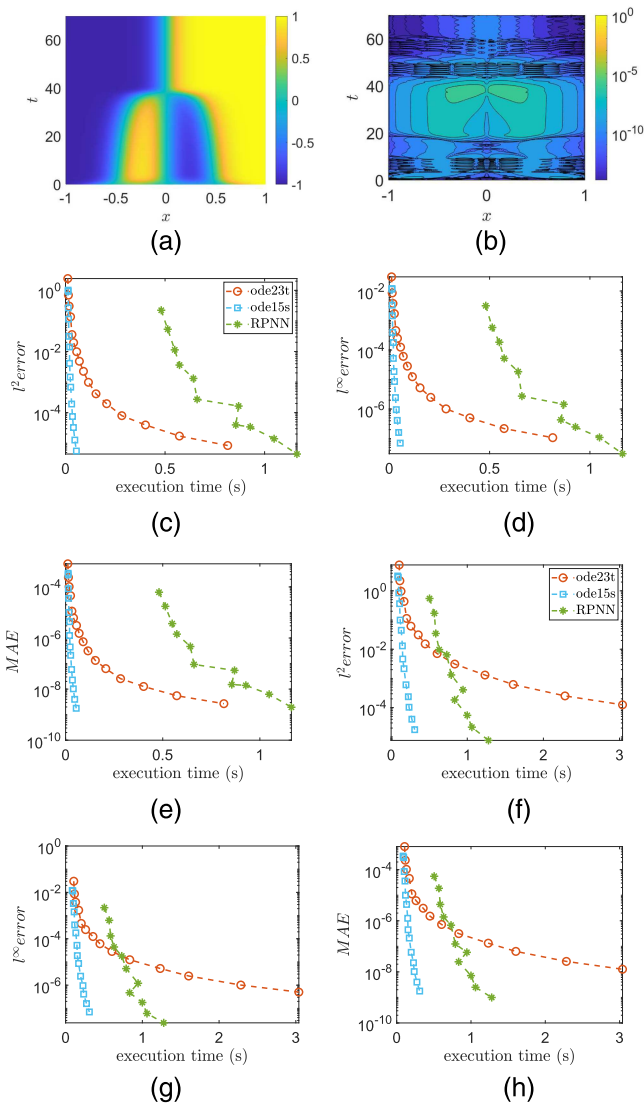 60
40
20
0
t
-1 -0.5 0 0.5 1
x
1
0.5
0
-0.5
-1
(a)
60
40
20
0
t
-1 0 1
x
10^0
10^-5
10^-10
(b)
10^0
10^-2
10^-4
l^2 error
ode23t
ode15s
RPNN
0 0.5 1
execution time (s)
(c)
10^-2
10^-4
10^-6
l^∞ error
0 0.5 1
execution time (s)
(d)
10^-4
10^-6
10^-8
10^-10
MAE
0 0.5 1
execution time (s)
(e)
10^0
10^-2
10^-4
l^2 error
ode23t
ode15s
RPNN
0 1 2 3
execution time (s)
(f)
10^0
10^-2
10^-4
10^-6
l^∞ error
0 1 2 3
execution time (s)
(g)
10^-4
10^-6
10^-8
10^-10
MAE
0 1 2 3
execution time (s)
(h)